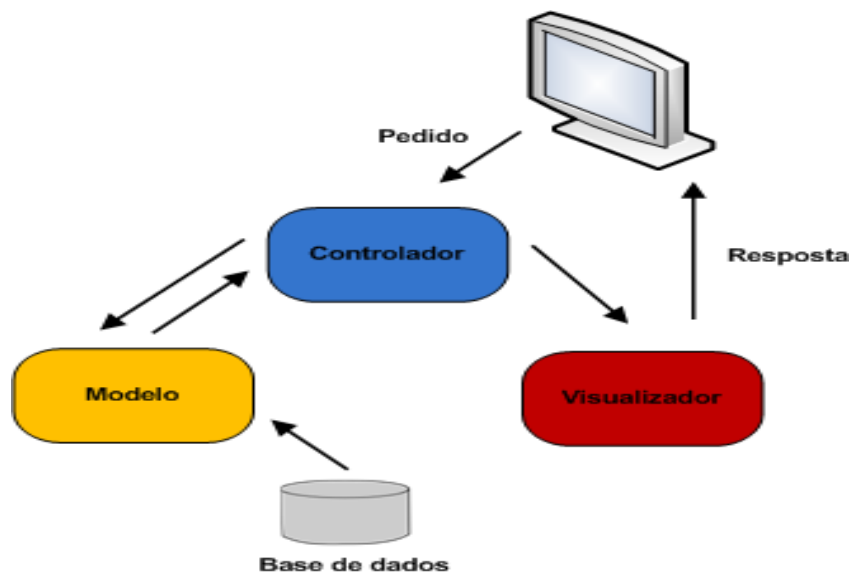 Pedido
Controlador
Resposta
Modelo
Visualizador
Base de dados